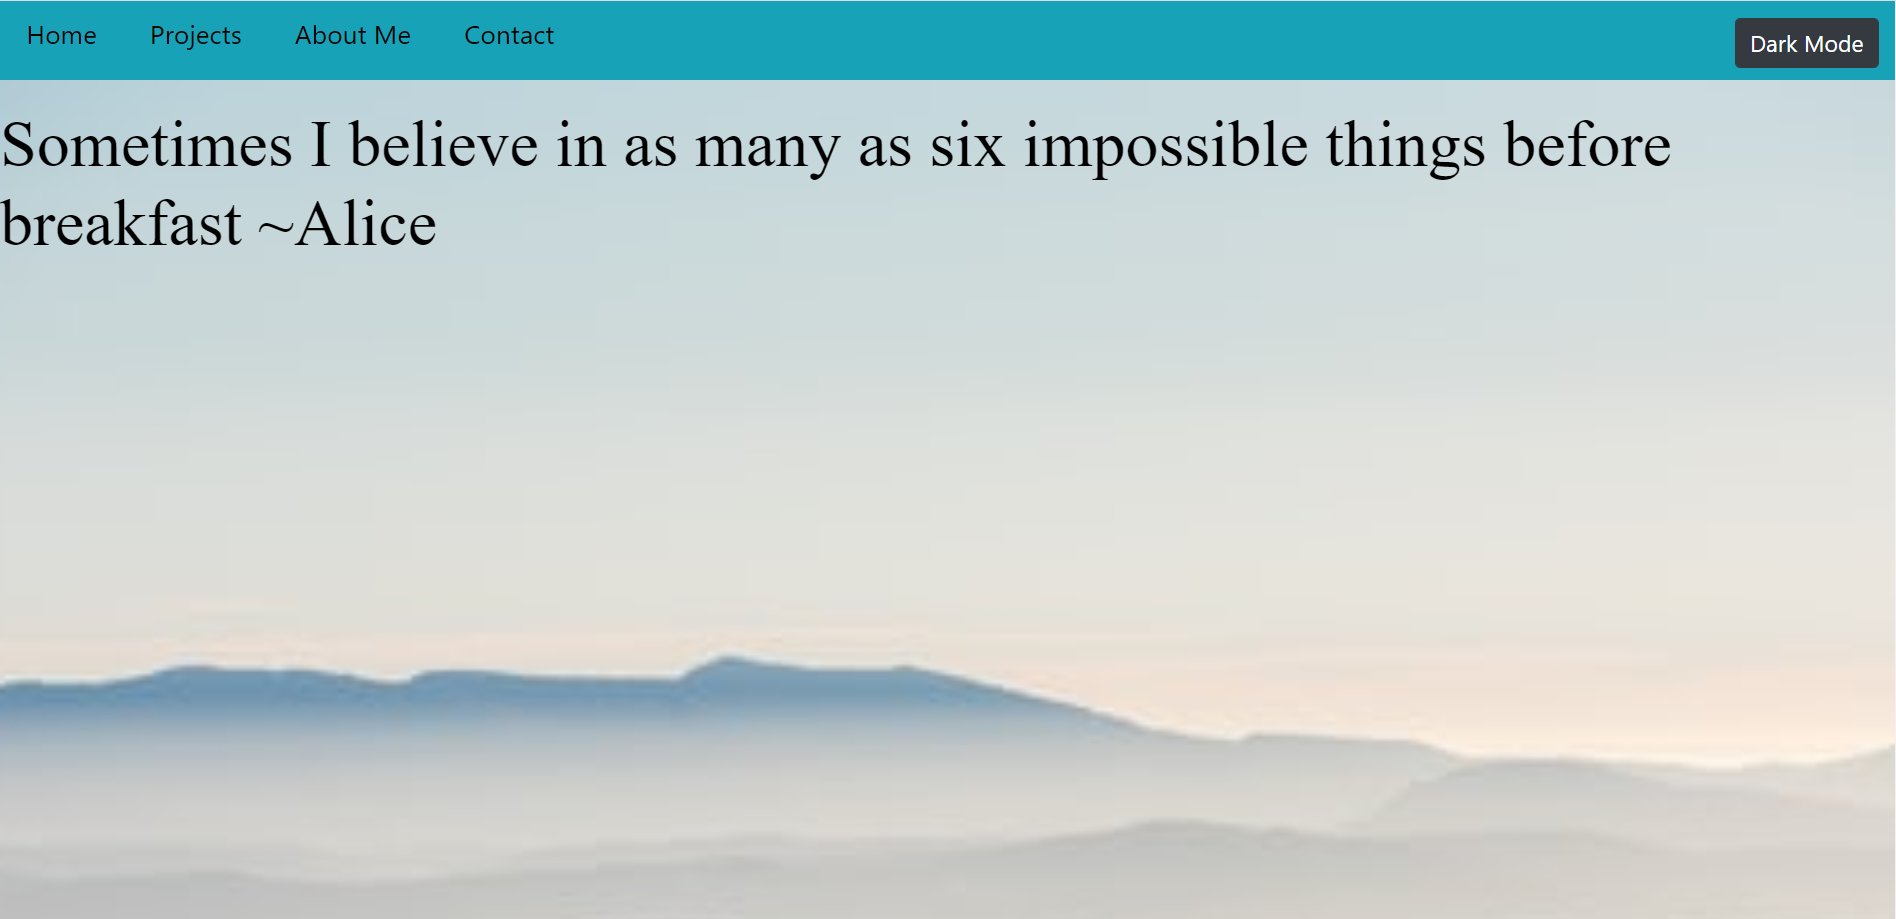 Home Projects About Me Contact Dark Mode
Sometimes I believe in as many as six impossible things before
breakfast ~Alice